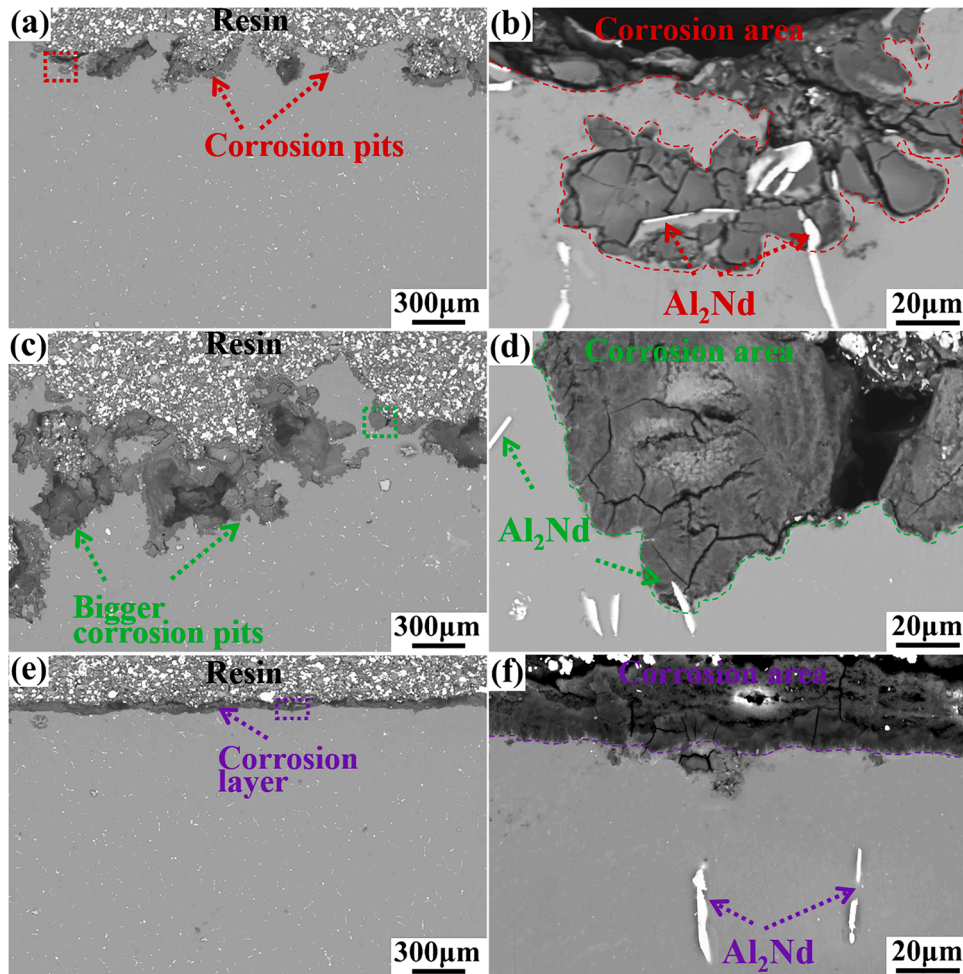 (a)
Resin
Corrosion pits
300μm
(b)
Corrosion area
Al₂Nd
20μm
(c)
Resin
Bigger
corrosion pits
300μm
(d)
Corrosion area
Al₂Nd
20μm
(e)
Resin
Corrosion
layer
300μm
(f)
Corrosion area
Al₂Nd
20μm